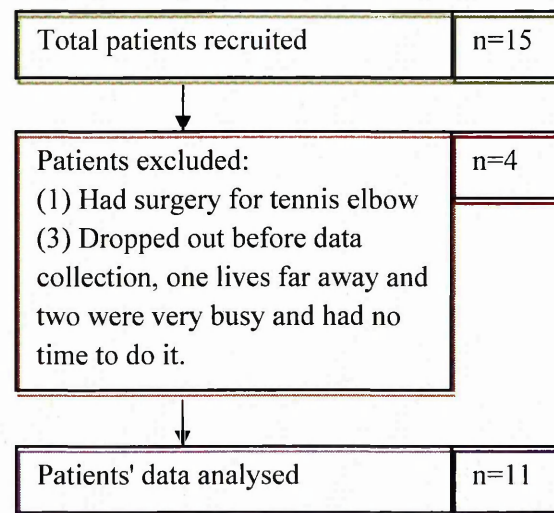 Total patients recruited n=15
Patients excluded: n=4
(1) Had surgery for tennis elbow
(3) Dropped out before data
collection, one lives far away and
two were very busy and had no
time to do it.
Patients' data analysed n=11